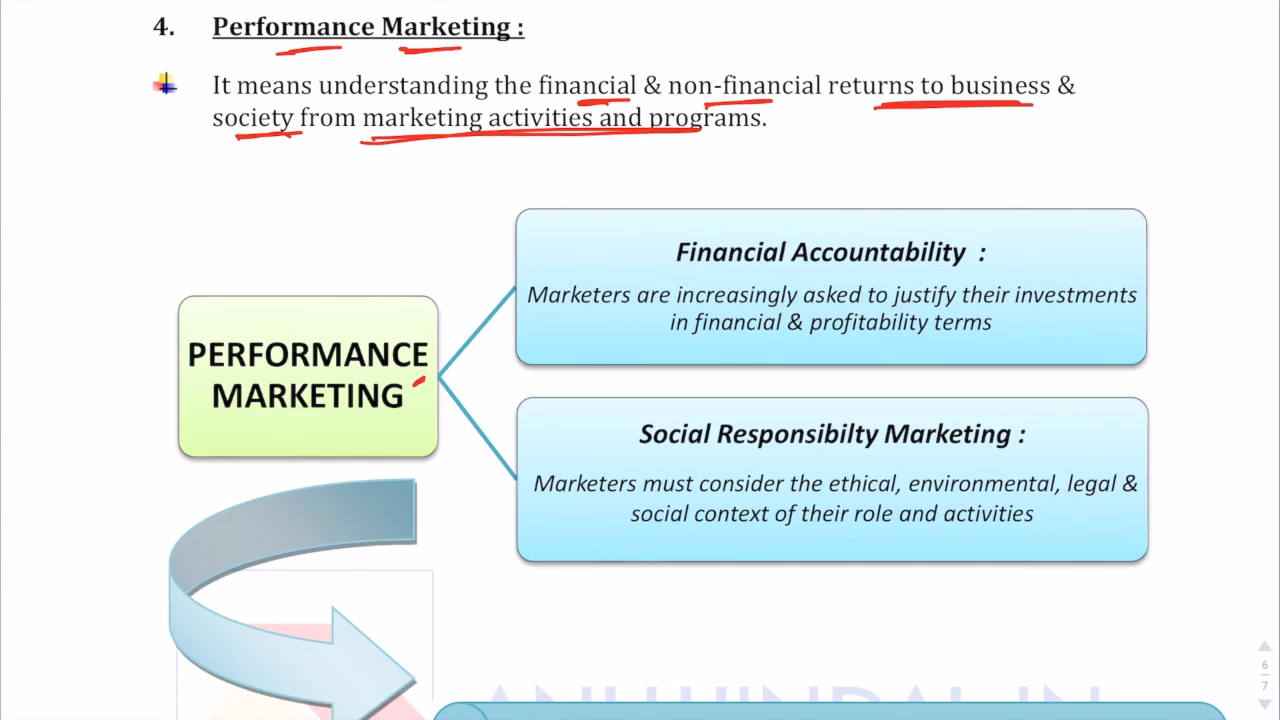 4. Performance Marketing :
It means understanding the financial & non-financial returns to business &
society from marketing activities and programs.
Financial Accountability :
Marketers are increasingly asked to justify their investments
in financial & profitability terms
PERFORMANCE
MARKETING
Social Responsibilty Marketing :
Marketers must consider the ethical, environmental, legal &
social context of their role and activities
6
7